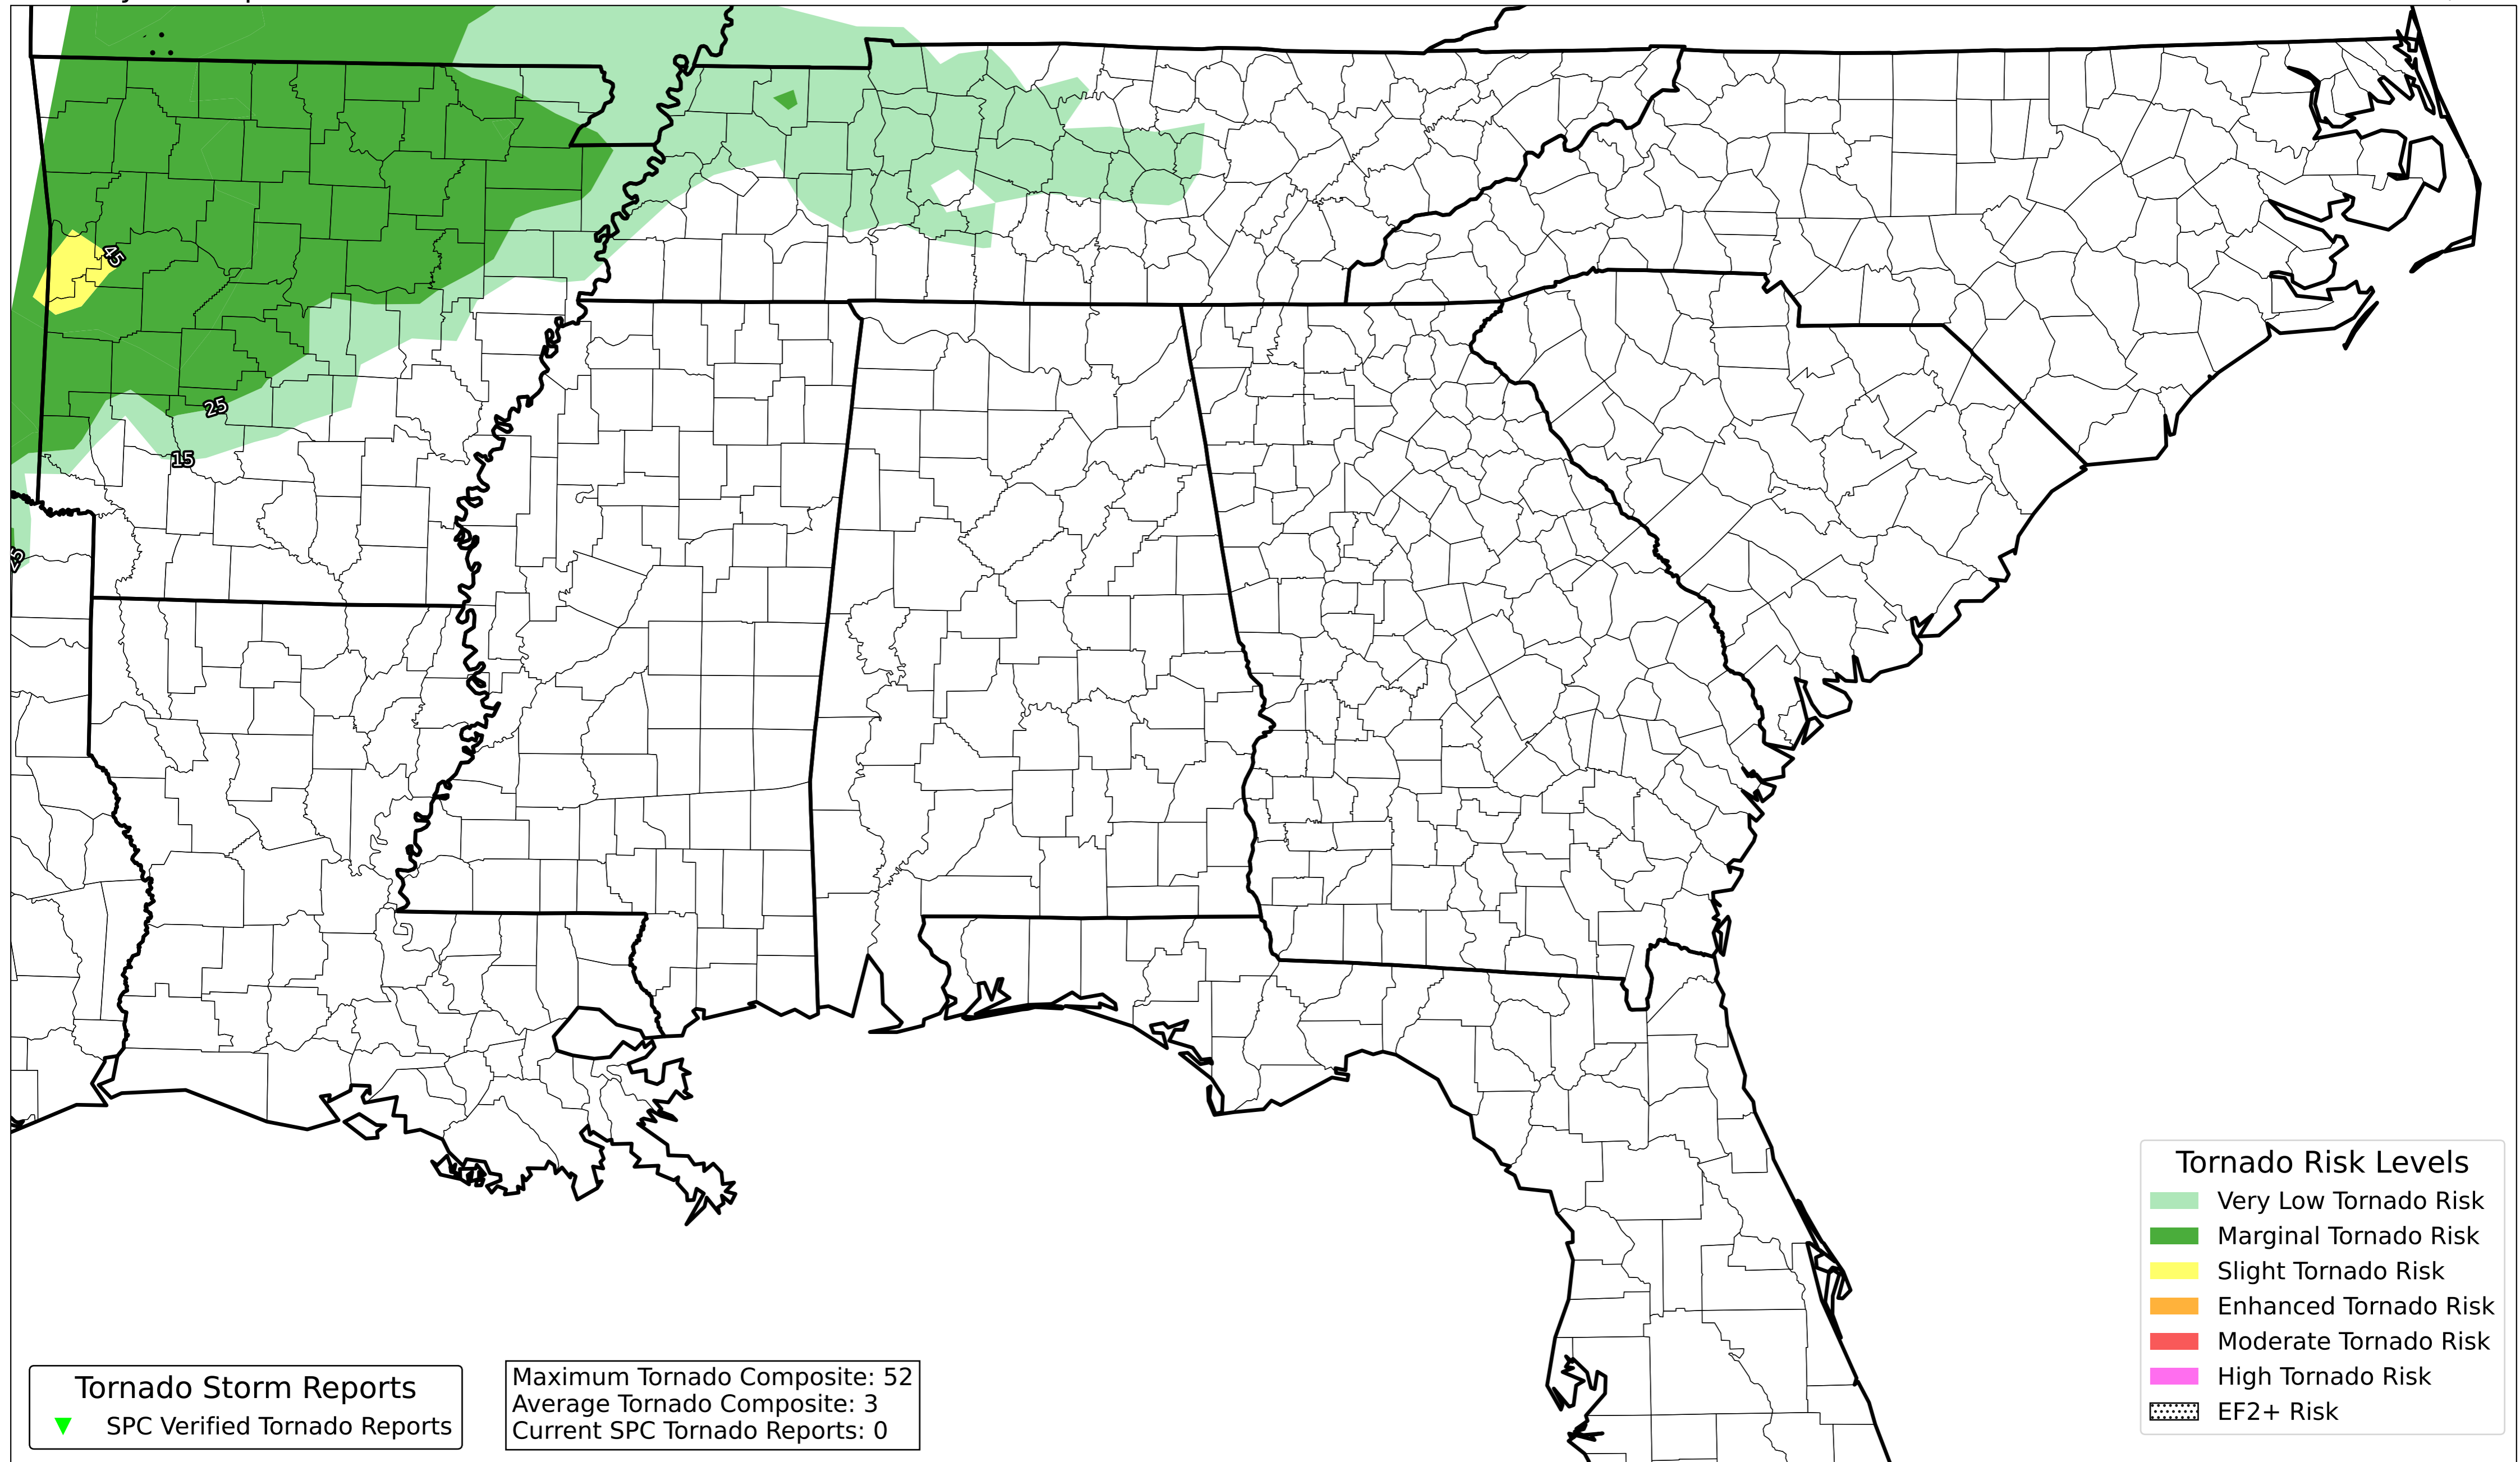 45
25
15
Tornado Risk Levels
Very Low Tornado Risk
Marginal Tornado Risk
Slight Tornado Risk
Enhanced Tornado Risk
Moderate Tornado Risk
High Tornado Risk
EF2+ Risk
Tornado Storm Reports
SPC Verified Tornado Reports
Maximum Tornado Composite: 52
Average Tornado Composite: 3
Current SPC Tornado Reports: 0